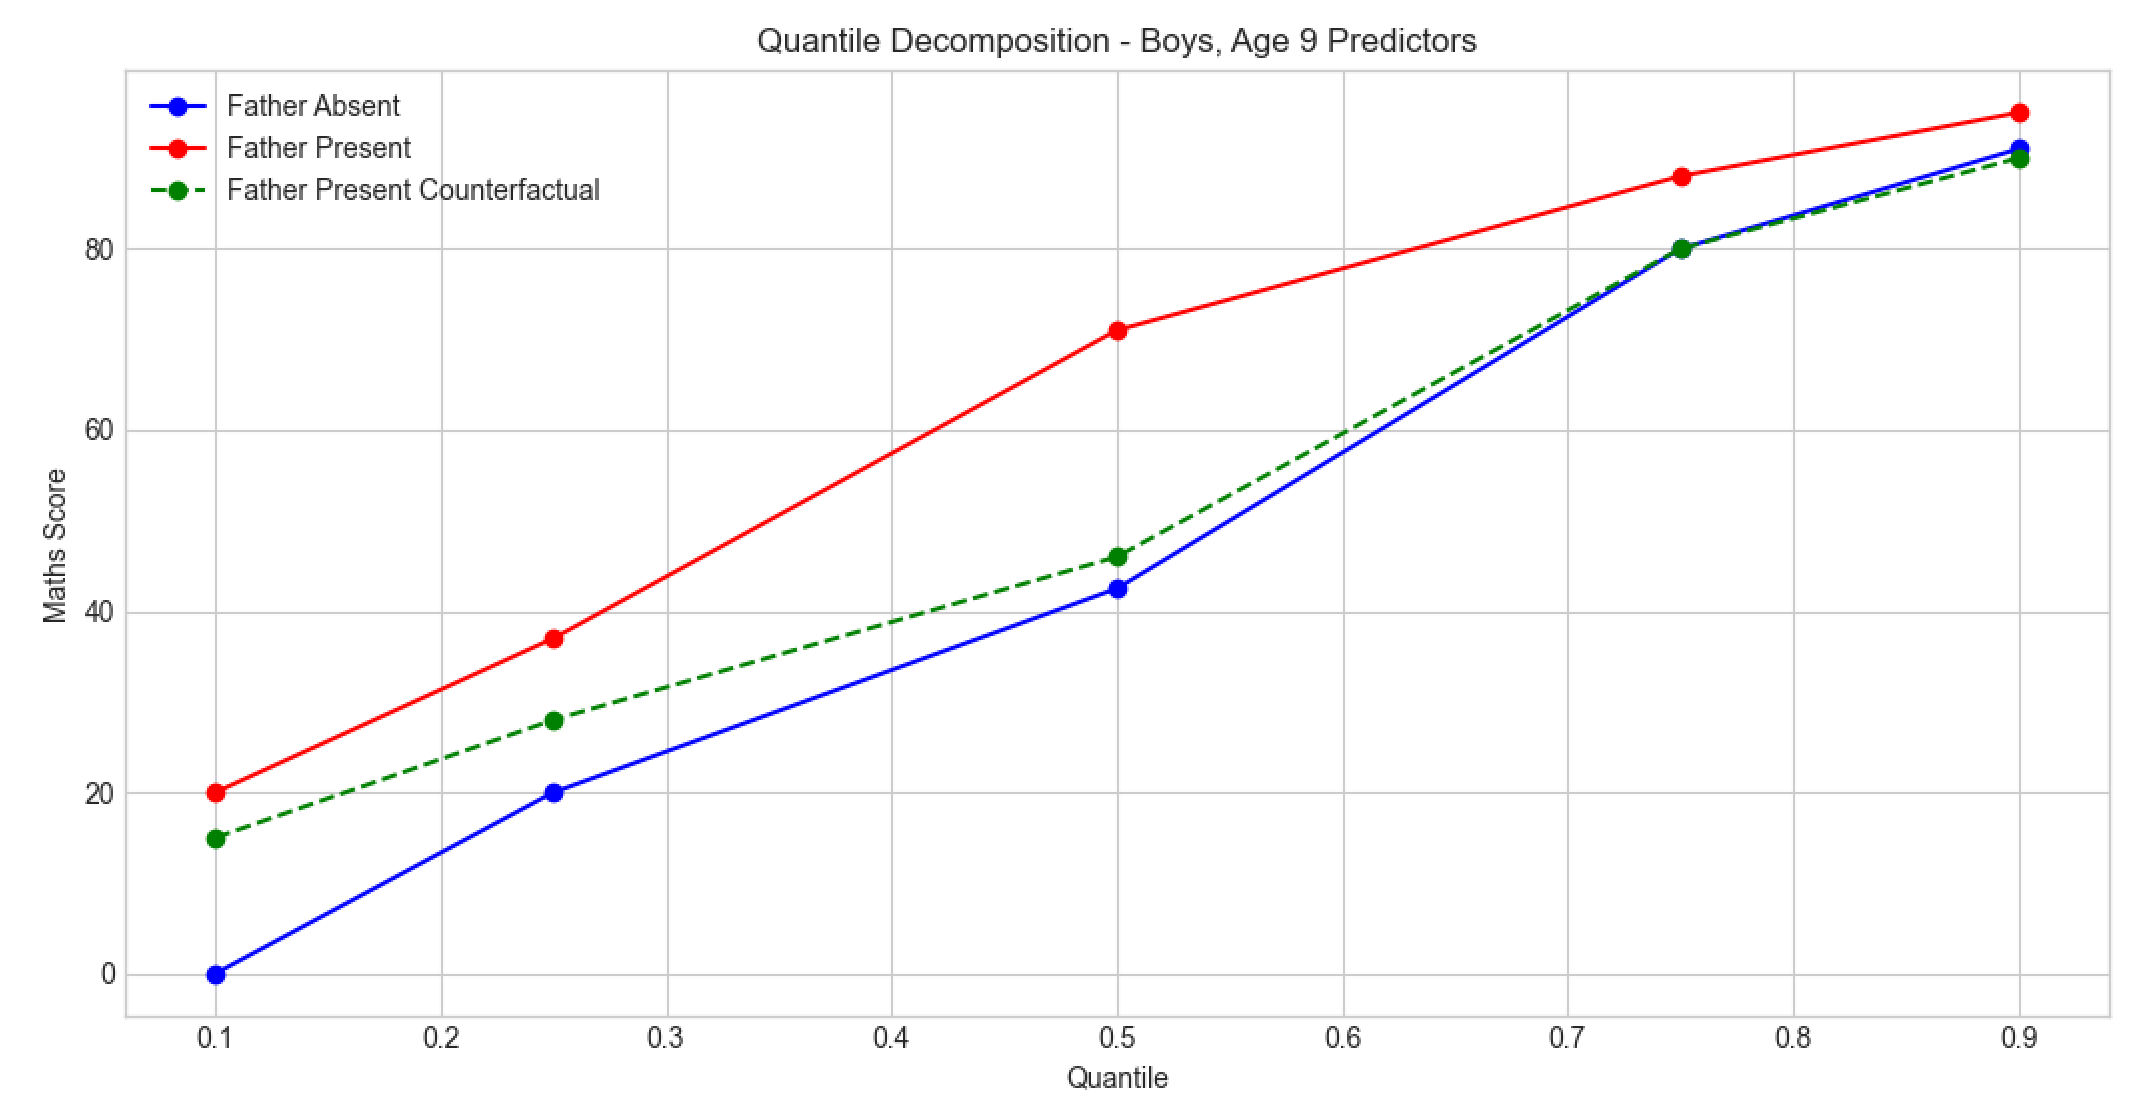 Quantile Decomposition - Boys, Age 9 Predictors
Father Absent
Father Present
Father Present Counterfactual
80
60
40
20
0
Maths Score
0.1 0.2 0.3 0.4 0.5 0.6 0.7 0.8 0.9
Quantile